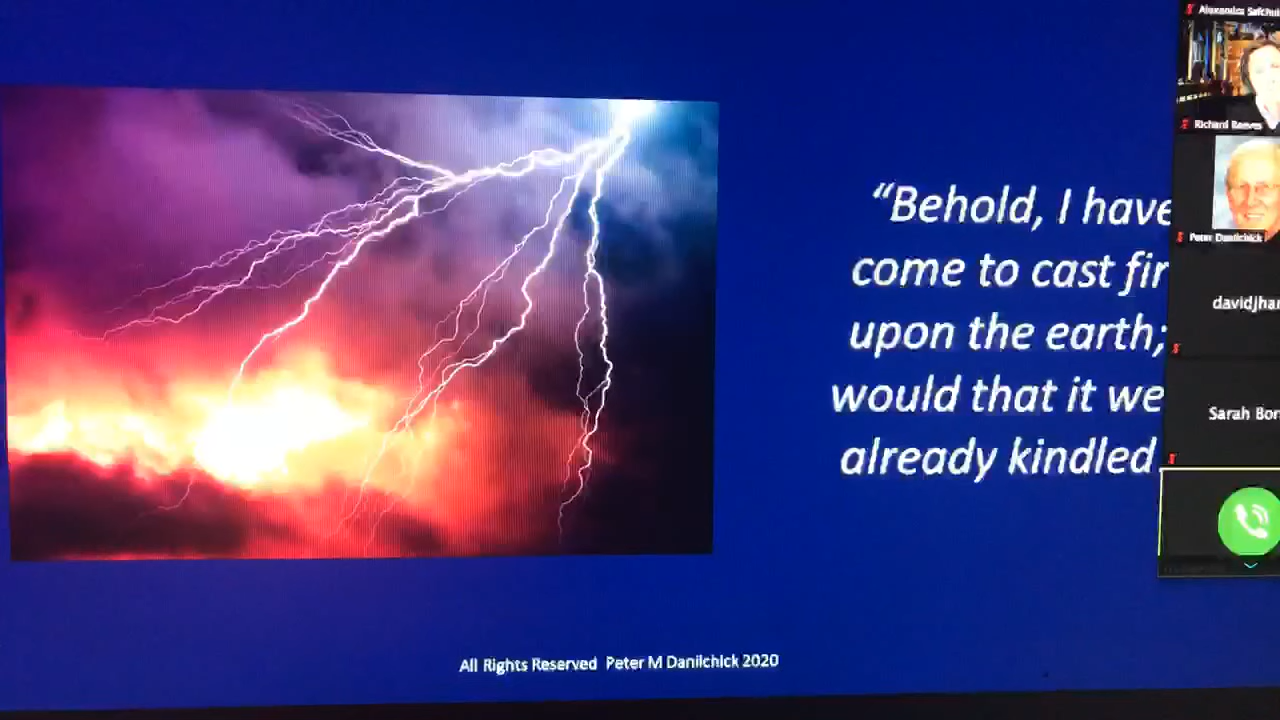 “Behold, I have
come to cast fir
upon the earth;
would that it we
already kindled
All Rights Reserved Peter M Danilchick 2020
Richard Reeves
Peter Danilchick
davidjhar
Sarah Bor